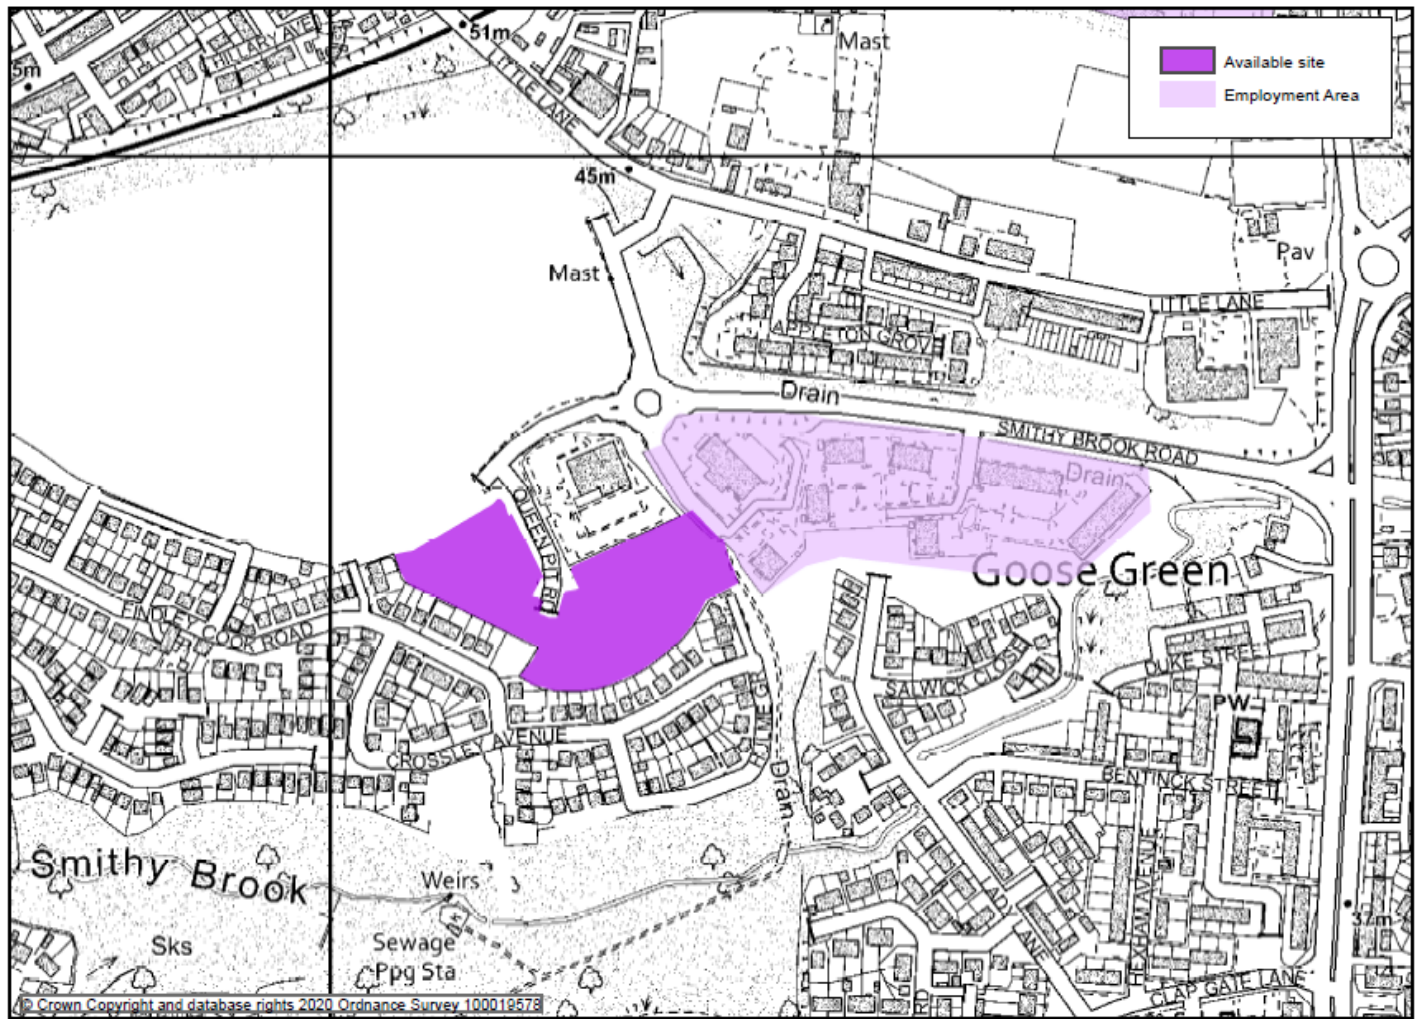 51m
HILLARY AVE
5m
LITTLE LANE
Mast
Available site
Employment Area
45m
Mast
Pav
LITTLE LANE
APPLETON GROVE
Drain
SMITHY BROOK ROAD
Drain
QUEEN PIT RD
Goose Green
ROAD
SALWICK CLOSE
DUKE STREET
PW
CROSSLEY AVENUE
BENTINCK STREET
Drain
HEXHAM AVENUE
Smithy Brook
Weirs
Tk
Sks
Sewage
Ppg Sta
37m
CLAP GATE LANE
© Crown Copyright and database rights 2020 Ordnance Survey 100019578